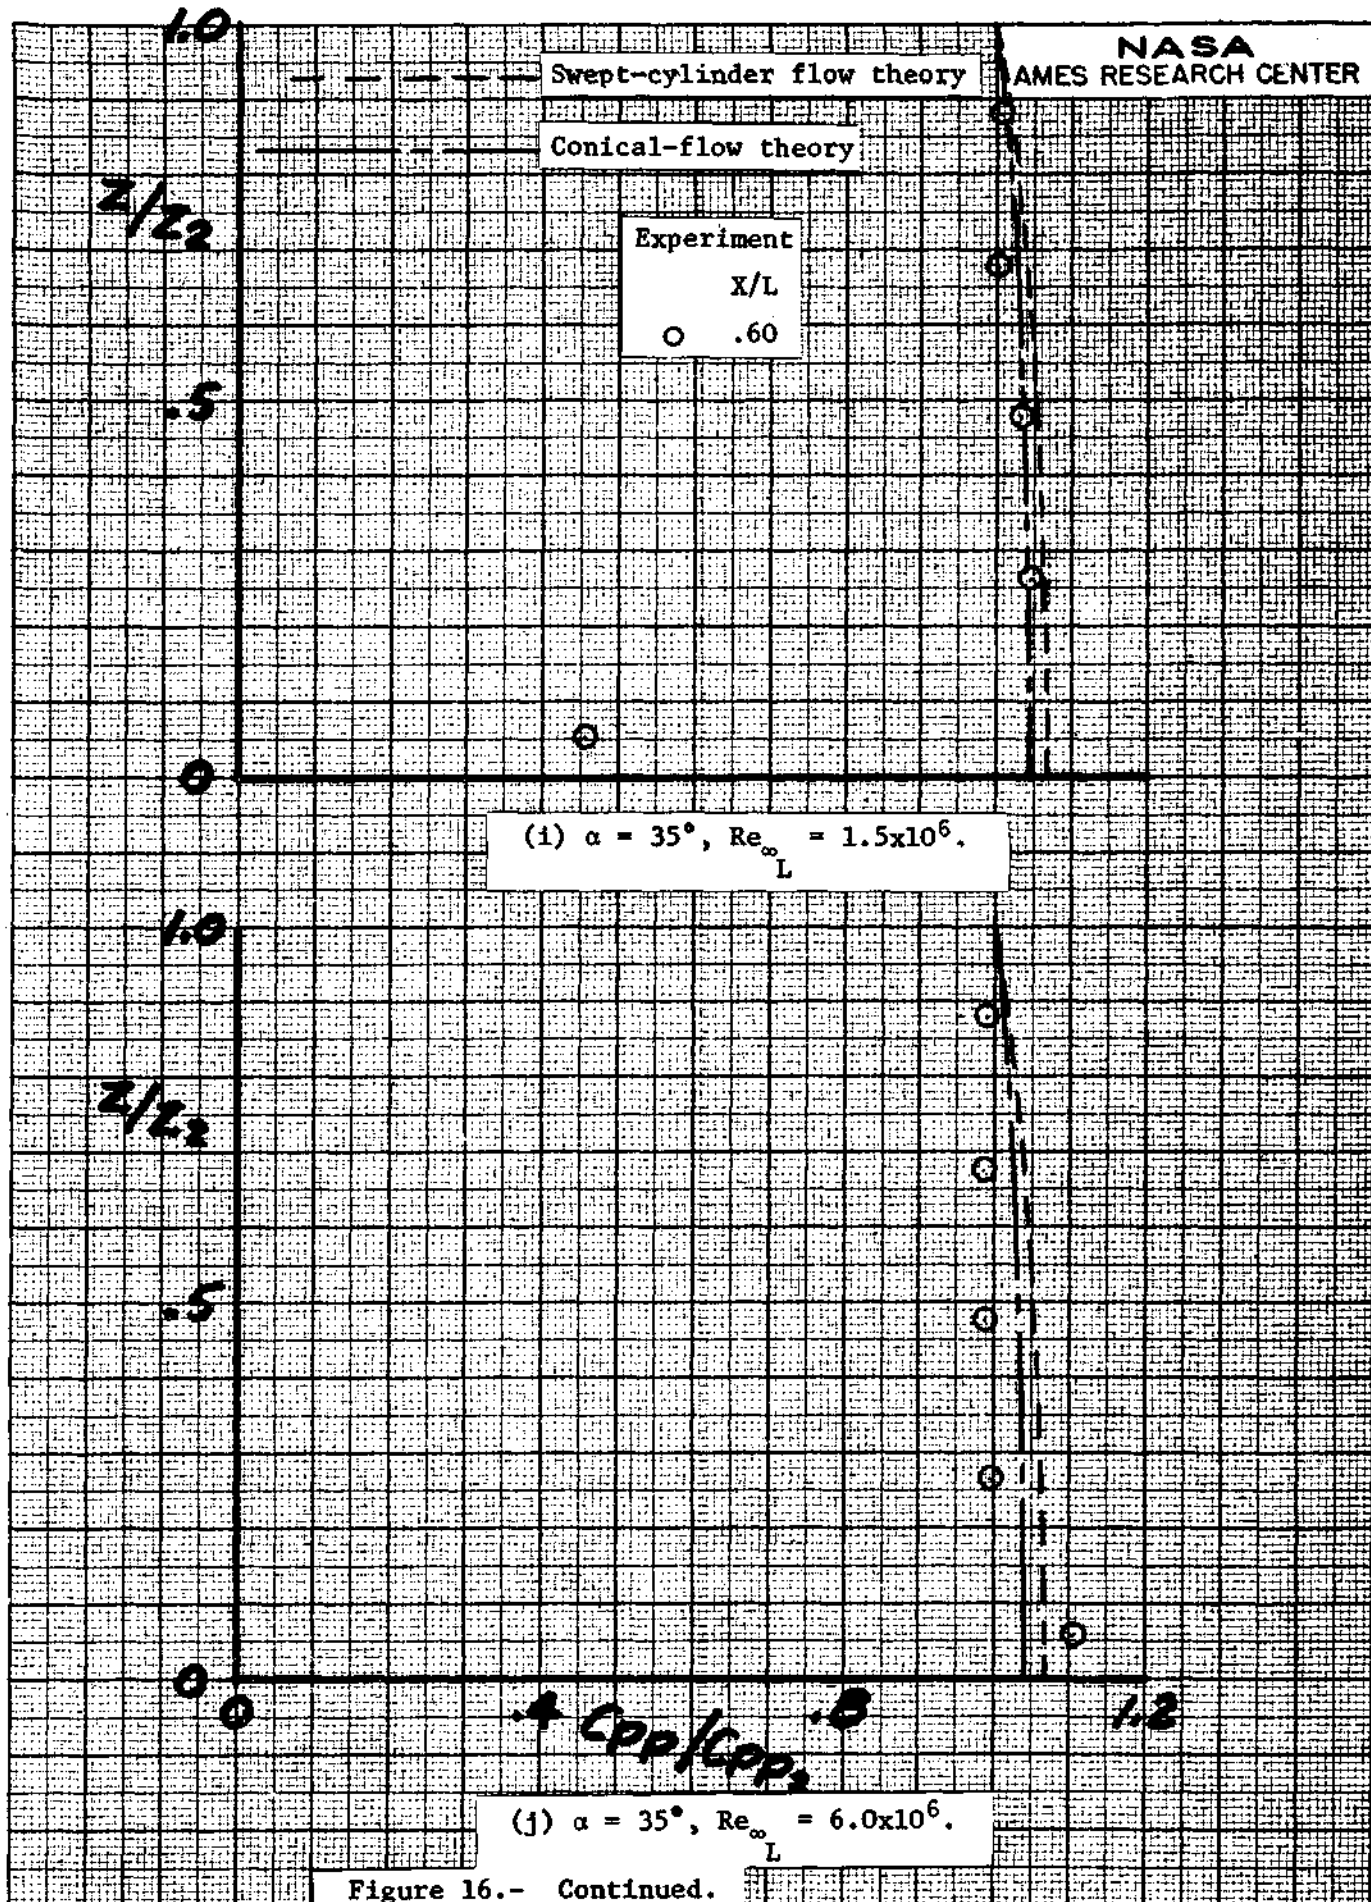 1.0
NASA
AMES RESEARCH CENTER
Swept-cylinder flow theory
Conical-flow theory
Z/Z₂
Experiment
X/L
O .60
.5
0
(i) α = 35°, Re∞L = 1.5x10⁶.
1.0
Z/Z₂
.5
0
0 .4 .8 1.2
Cpp/Cpp₂
(j) α = 35°, Re∞L = 6.0x10⁶.
Figure 16.- Continued.